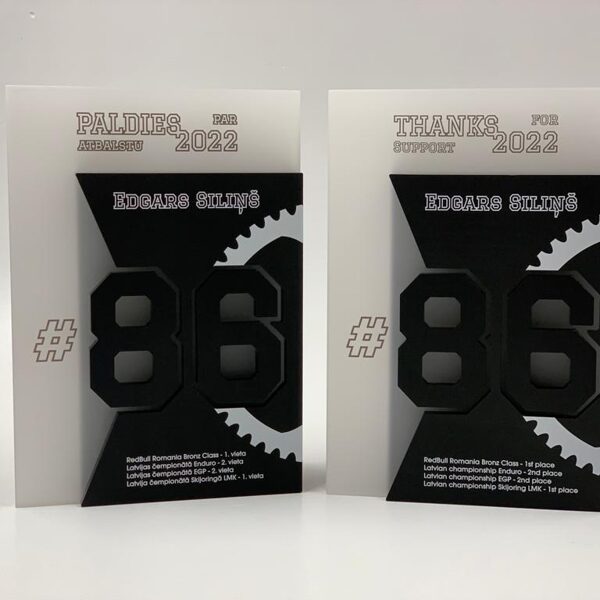 PALDIES PAR
ATBALSTU 2022
EDGARS SILIŅŠ
#86
RedBull Romania Bronz Class - 1. vieta
Latvijas čempionātā Enduro - 2. vieta
Latvijas čempionātā EGP - 2. vieta
Latvija čempionātā Skijoringā LMK - 1. vieta
THANKS FOR
SUPPORT 2022
EDGARS SILIŅŠ
#86
RedBull Romania Bronz Class - 1st place
Latvian championship Enduro - 2nd place
Latvian championship EGP - 2nd place
Latvian championship Skijoring LMK - 1st place